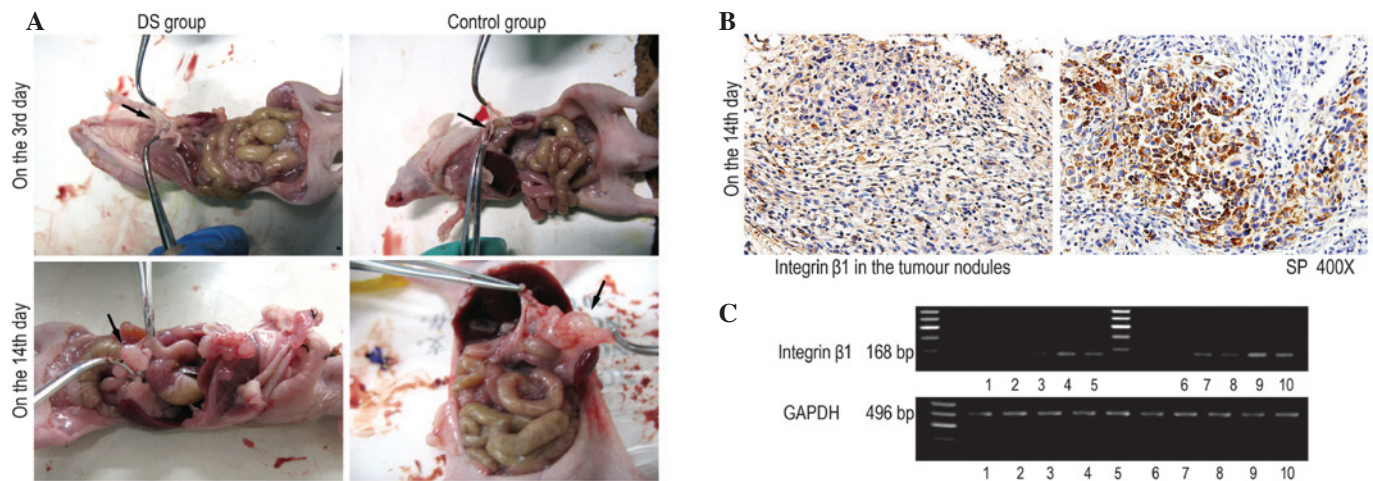 A
DS group
Control group
On the 3rd day
On the 14th day
B
On the 14th day
Integrin β1 in the tumour nodules
SP 400X
C
Integrin β1 168 bp
1 2 3 4 5 6 7 8 9 10
GAPDH 496 bp
1 2 3 4 5 6 7 8 9 10